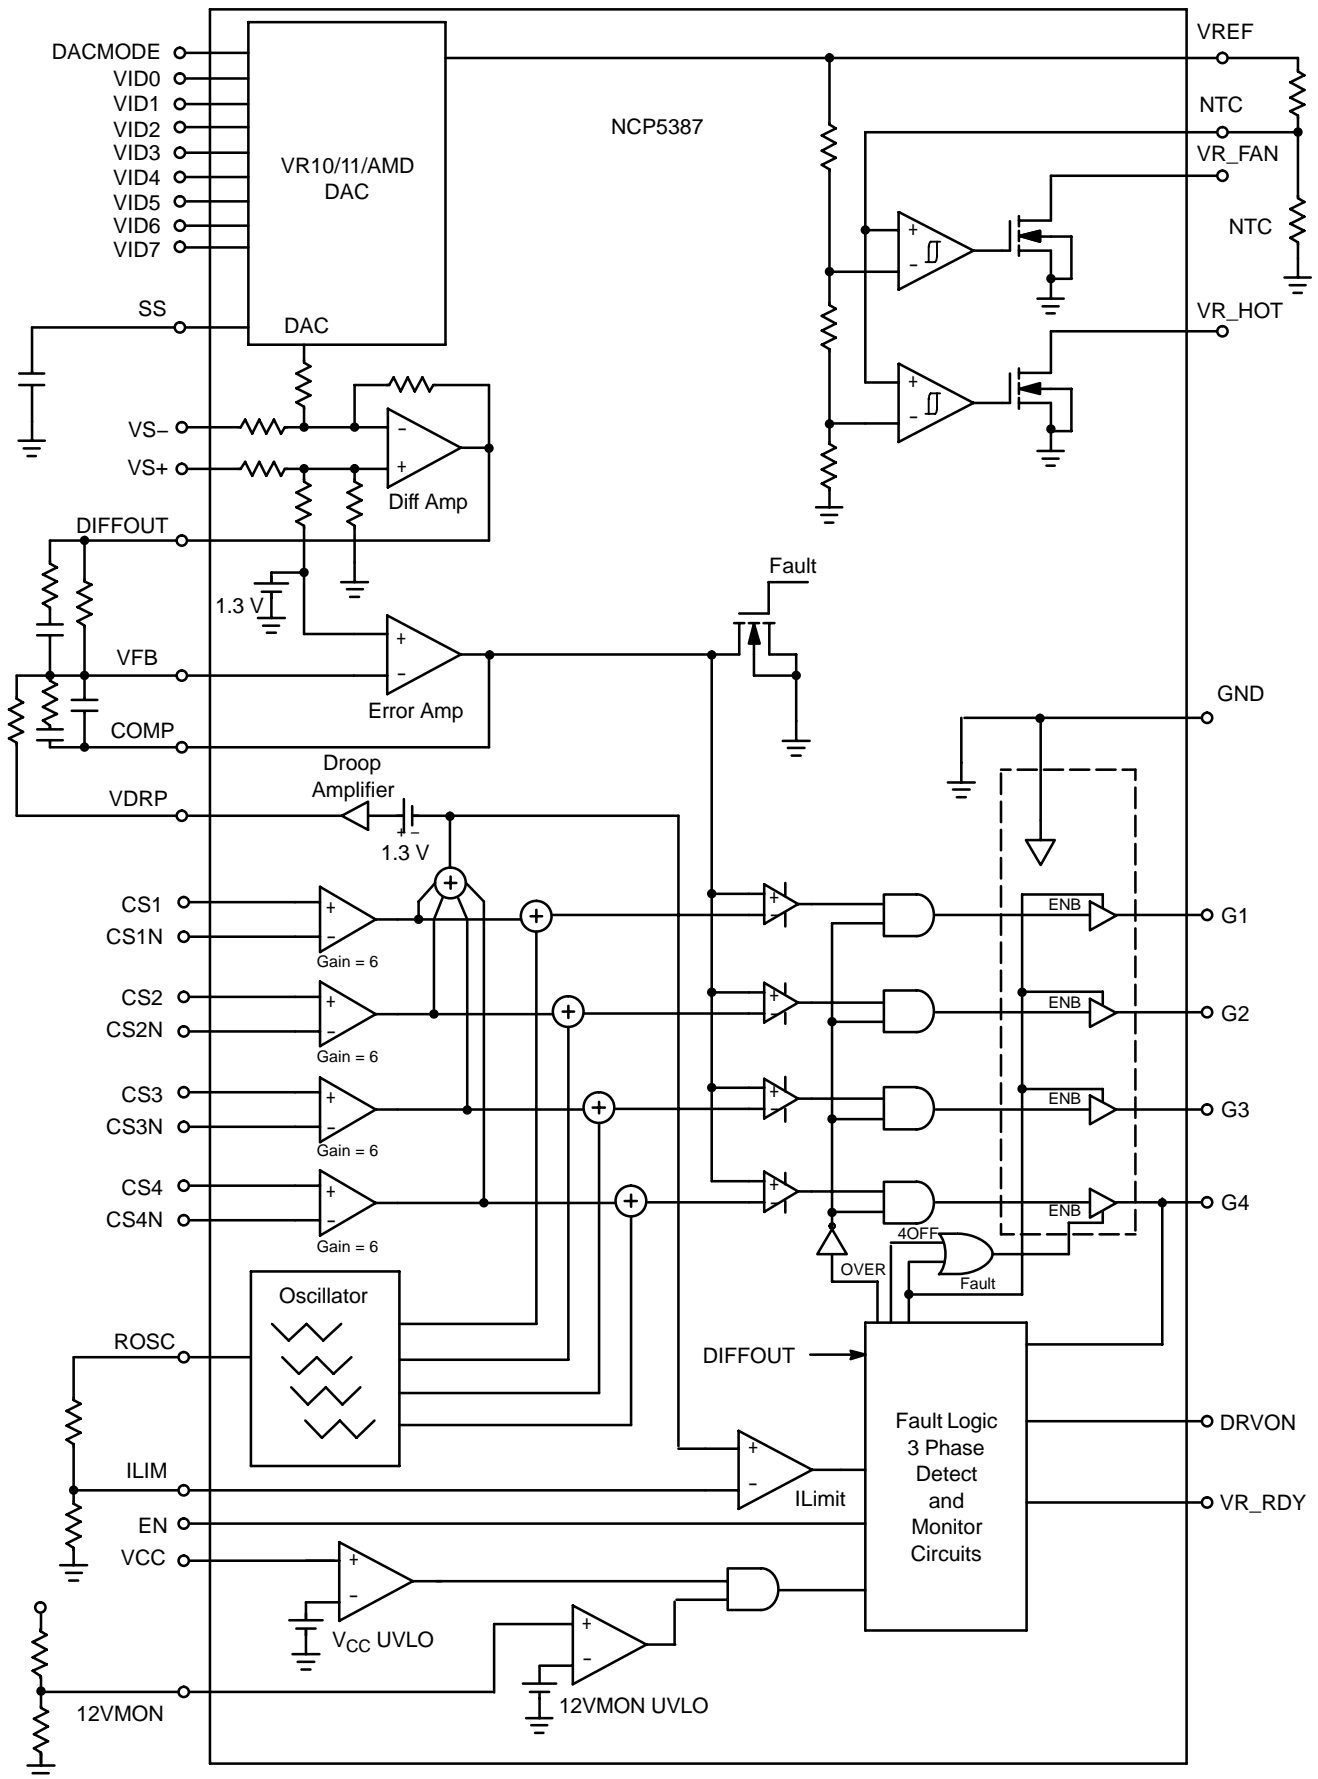 VREF
DACMODE
VID0
VID1
VID2
VID3
VID4
VID5
VID6
VID7
VR10/11/AMD
DAC
NCP5387
NTC
VR_FAN
NTC
+
−
SS
DAC
VR_HOT
+
−
VS−
−
VS+
+
Diff Amp
DIFFOUT
1.3 V
Fault
VFB
+
−
Error Amp
COMP
GND
Droop
Amplifier
VDRP
+ −
1.3 V
+
CS1
CS1N
+
−
Gain = 6
+
+
−
ENB
G1
CS2
CS2N
+
−
Gain = 6
+
+
−
ENB
G2
CS3
CS3N
+
−
Gain = 6
+
+
−
ENB
G3
CS4
CS4N
+
−
Gain = 6
+
+
−
ENB
G4
4OFF
OVER
Fault
Oscillator
ROSC
DIFFOUT
Fault Logic
3 Phase
Detect
and
Monitor
Circuits
DRVON
ILIM
+
−
ILimit
VR_RDY
EN
VCC
+
−
VCC UVLO
+
−
12VMON UVLO
12VMON